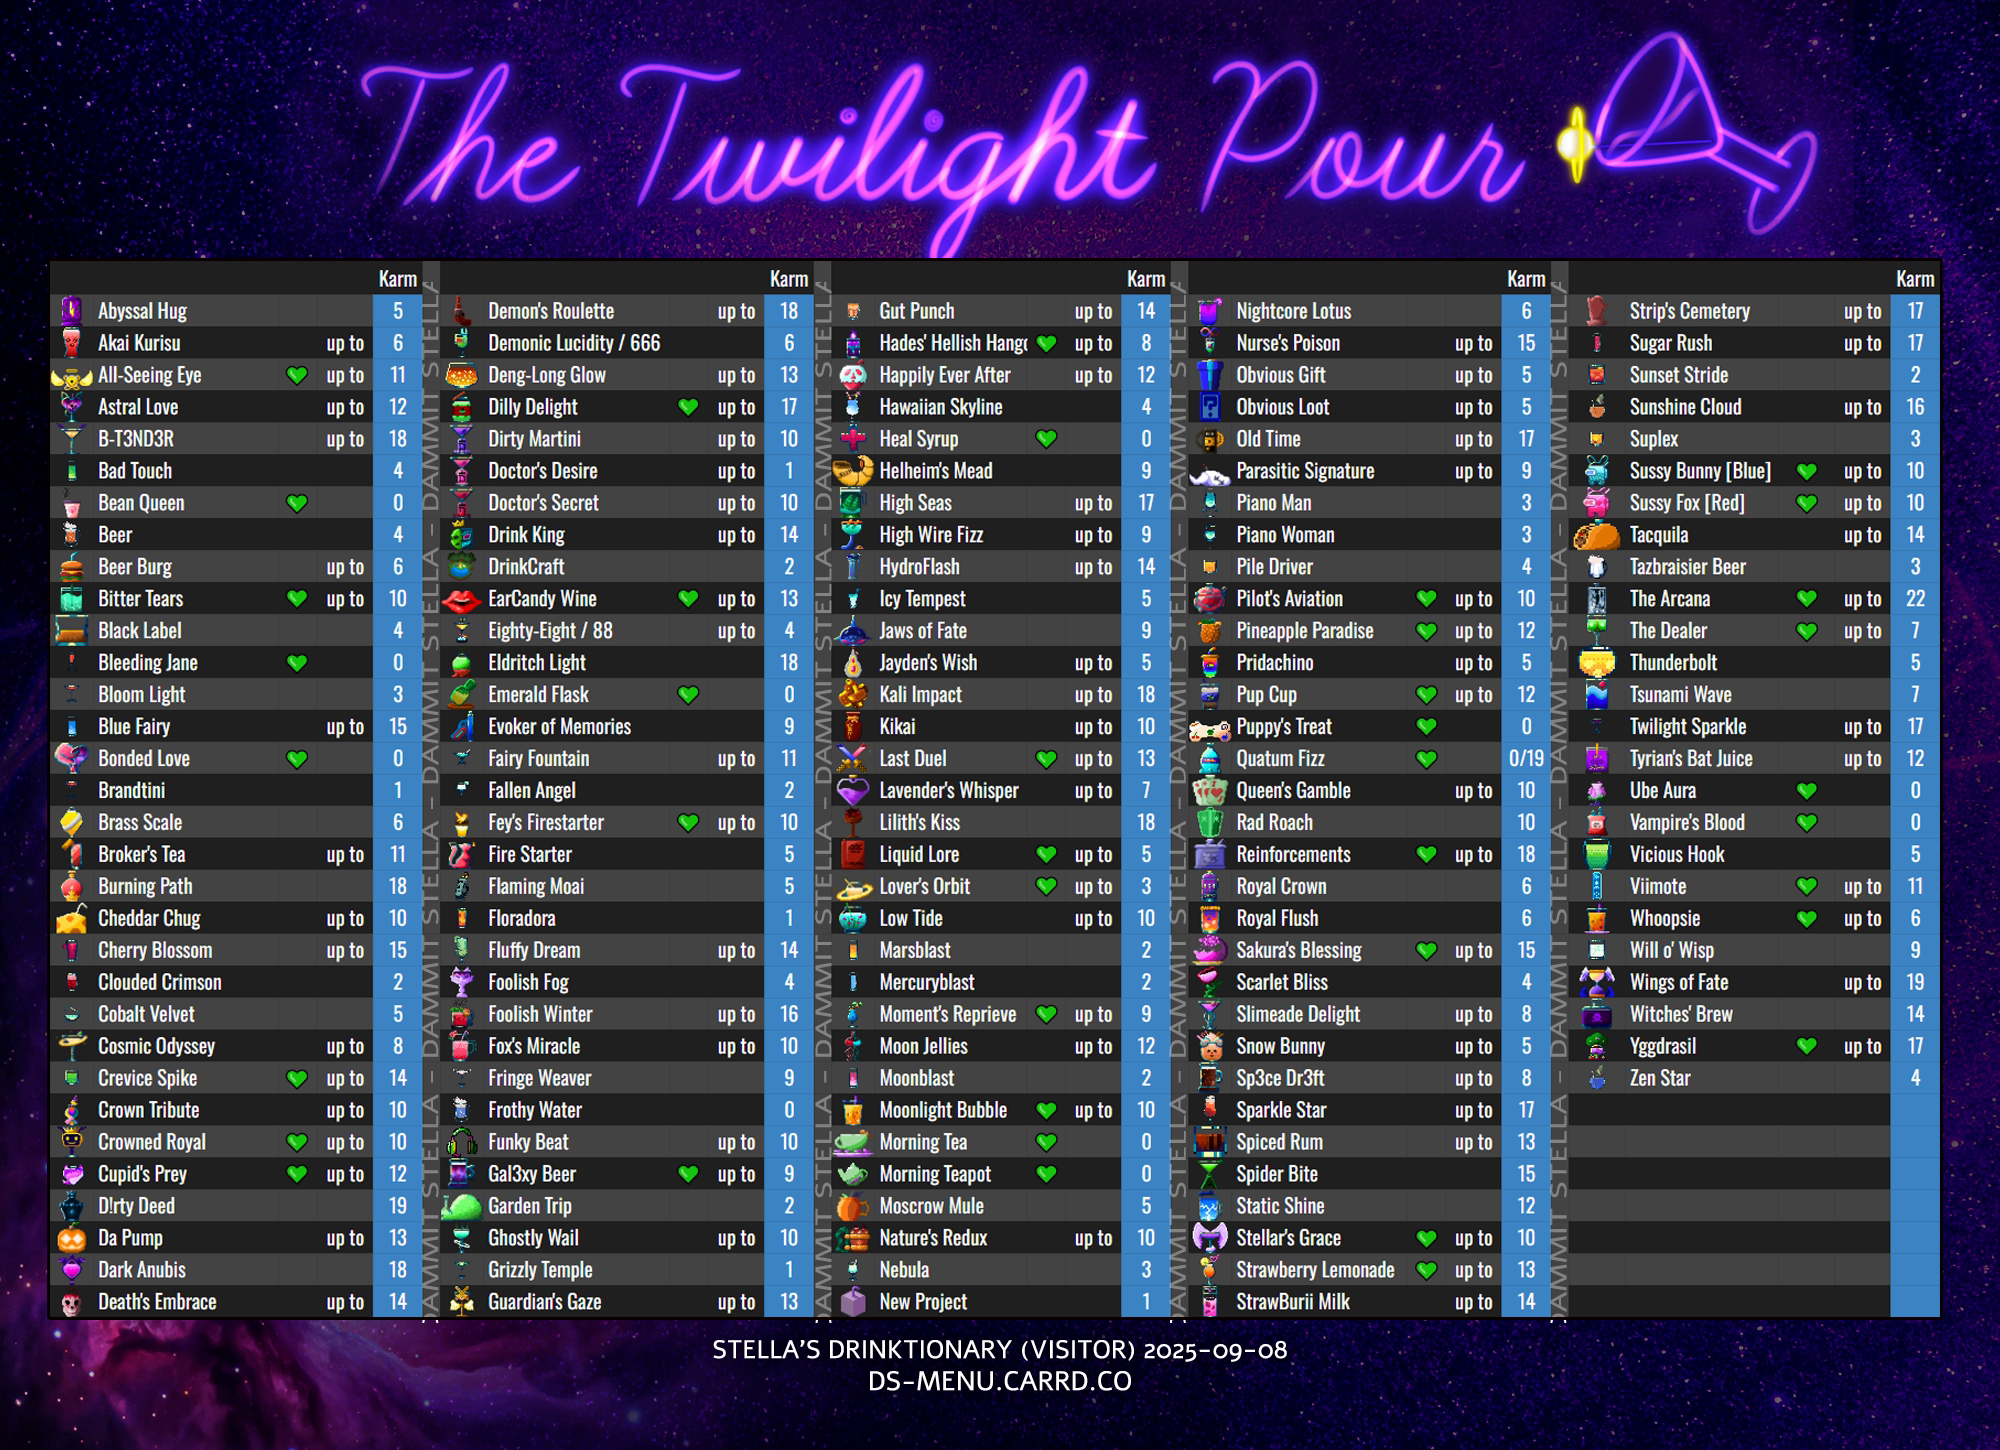 The Twilight Pour
Karm
Abyssal Hug 5
Akai Kurisu up to 6
All-Seeing Eye up to 11
Astral Love up to 12
B-T3ND3R up to 18
Bad Touch 4
Bean Queen 0
Beer 4
Beer Burg up to 6
Bitter Tears up to 10
Black Label 4
Bleeding Jane 0
Bloom Light 3
Blue Fairy up to 15
Bonded Love 0
Brandtini 1
Brass Scale 6
Broker's Tea up to 11
Burning Path 18
Cheddar Chug up to 10
Cherry Blossom up to 15
Clouded Crimson 2
Cobalt Velvet 5
Cosmic Odyssey up to 8
Crevice Spike up to 14
Crown Tribute up to 10
Crowned Royal up to 10
Cupid's Prey up to 12
D!rty Deed 19
Da Pump up to 13
Dark Anubis 18
Death's Embrace up to 14
Karm
Demon's Roulette up to 18
Demonic Lucidity / 666 6
Deng-Long Glow up to 13
Dilly Delight up to 17
Dirty Martini up to 10
Doctor's Desire up to 1
Doctor's Secret up to 10
Drink King up to 14
DrinkCraft 2
EarCandy Wine up to 13
Eighty-Eight / 88 up to 4
Eldritch Light 18
Emerald Flask 0
Evoker of Memories 9
Fairy Fountain up to 11
Fallen Angel 2
Fey's Firestarter up to 10
Fire Starter 5
Flaming Moai 5
Floradora 1
Fluffy Dream up to 14
Foolish Fog 4
Foolish Winter up to 16
Fox's Miracle up to 10
Fringe Weaver 9
Frothy Water 0
Funky Beat up to 10
Gal3xy Beer up to 9
Garden Trip 2
Ghostly Wail up to 10
Grizzly Temple 1
Guardian's Gaze up to 13
Karm
Gut Punch up to 14
Hades' Hellish Hango up to 8
Happily Ever After up to 12
Hawaiian Skyline 4
Heal Syrup 0
Helheim's Mead 9
High Seas up to 17
High Wire Fizz up to 9
HydroFlash up to 14
Icy Tempest 5
Jaws of Fate 9
Jayden's Wish up to 5
Kali Impact up to 18
Kikai up to 10
Last Duel up to 13
Lavender's Whisper up to 7
Lilith's Kiss 18
Liquid Lore up to 5
Lover's Orbit up to 3
Low Tide up to 10
Marsblast 2
Mercuryblast 2
Moment's Reprieve up to 9
Moon Jellies up to 12
Moonblast 2
Moonlight Bubble up to 10
Morning Tea 0
Morning Teapot 0
Moscrow Mule 5
Nature's Redux up to 10
Nebula 3
New Project 1
Karm
Nightcore Lotus 6
Nurse's Poison up to 15
Obvious Gift up to 5
Obvious Loot up to 5
Old Time up to 17
Parasitic Signature up to 9
Piano Man 3
Piano Woman 3
Pile Driver 4
Pilot's Aviation up to 10
Pineapple Paradise up to 12
Pridachino up to 5
Pup Cup up to 12
Puppy's Treat 0
Quatum Fizz 0/19
Queen's Gamble up to 10
Rad Roach 10
Reinforcements up to 18
Royal Crown 6
Royal Flush 6
Sakura's Blessing up to 15
Scarlet Bliss 4
Slimeade Delight up to 8
Snow Bunny up to 5
Sp3ce Dr3ft up to 8
Sparkle Star up to 17
Spiced Rum up to 13
Spider Bite 15
Static Shine 12
Stellar's Grace up to 10
Strawberry Lemonade up to 13
StrawBurii Milk up to 14
Karm
Strip's Cemetery up to 17
Sugar Rush up to 17
Sunset Stride 2
Sunshine Cloud up to 16
Suplex 3
Sussy Bunny [Blue] up to 10
Sussy Fox [Red] up to 10
Tacquila up to 14
Tazbraisier Beer 3
The Arcana up to 22
The Dealer up to 7
Thunderbolt 5
Tsunami Wave 7
Twilight Sparkle up to 17
Tyrian's Bat Juice up to 12
Ube Aura 0
Vampire's Blood 0
Vicious Hook 5
Viimote up to 11
Whoopsie up to 6
Will o' Wisp 9
Wings of Fate up to 19
Witches' Brew 14
Yggdrasil up to 17
Zen Star 4
STELLA'S DRINKTIONARY (VISITOR) 2025-09-08
DS-MENU.CARRD.CO